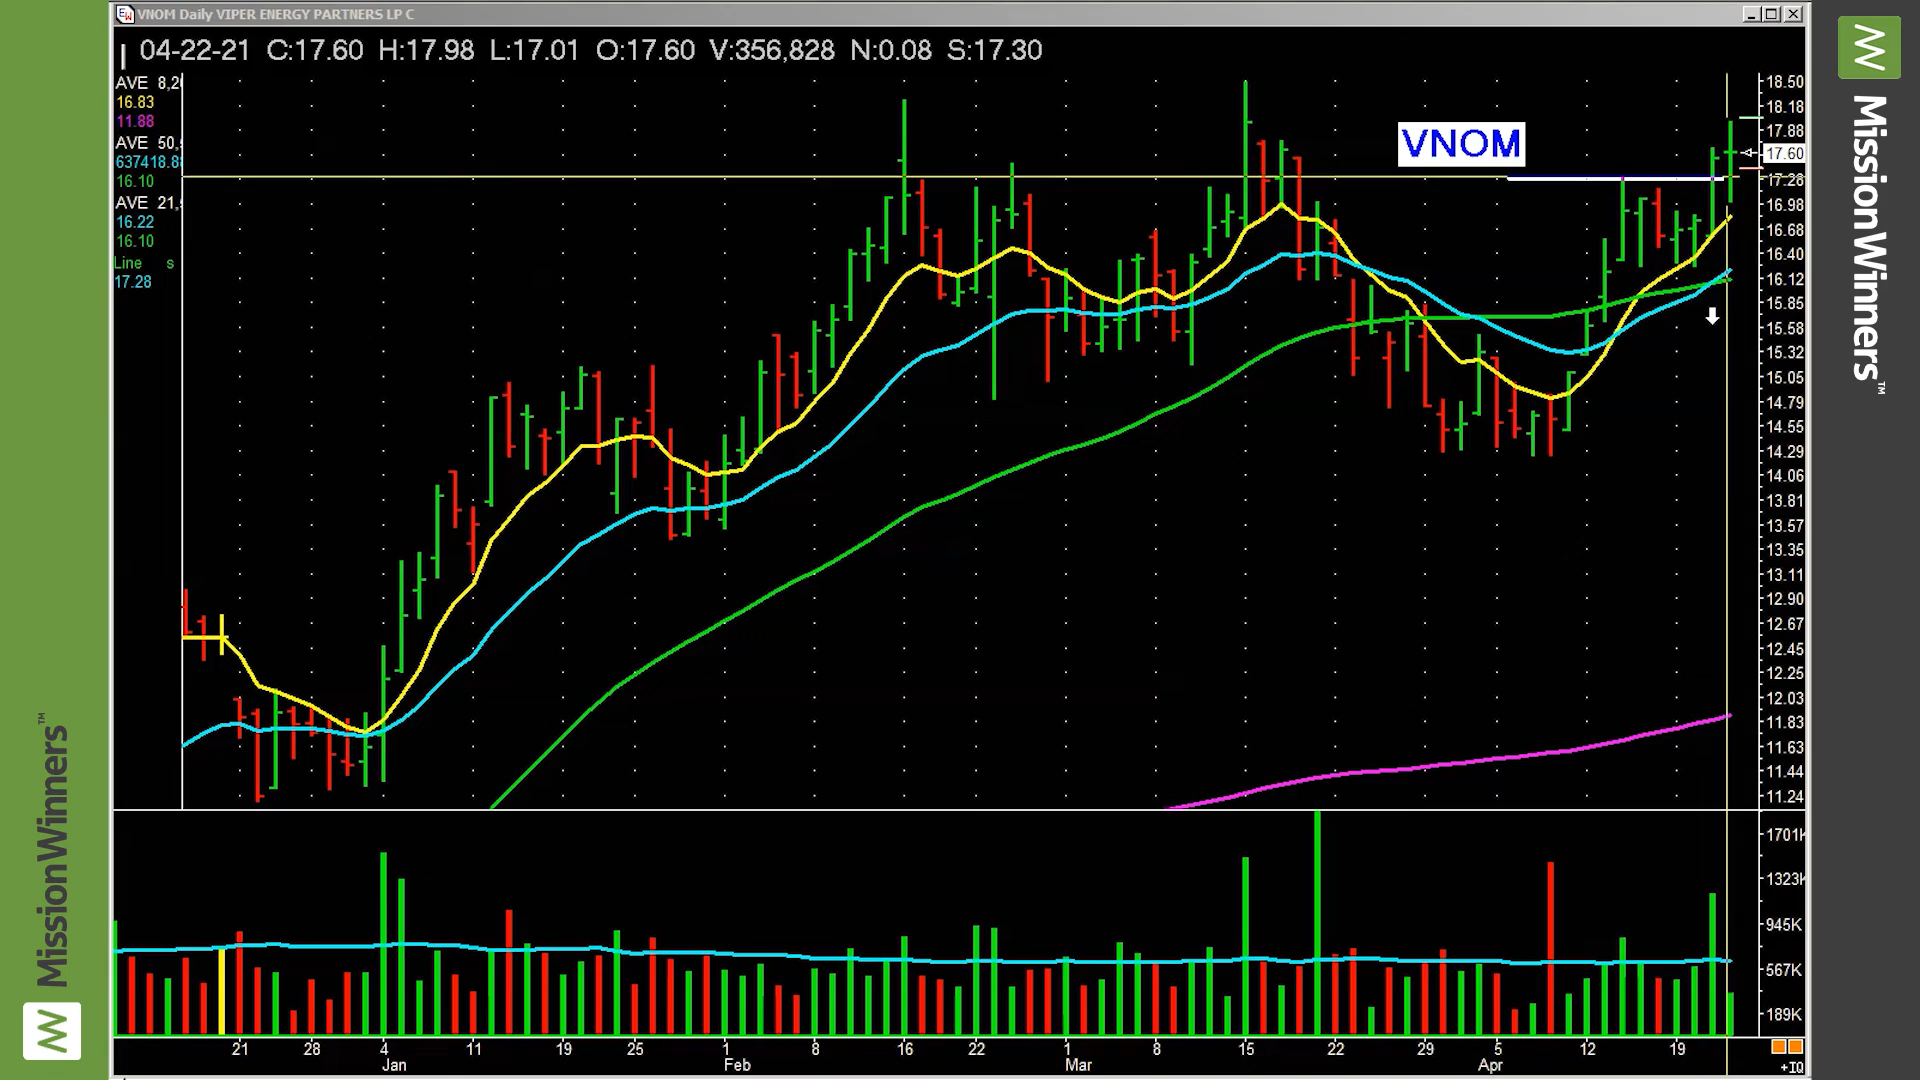 VNOM Daily VIPER ENERGY PARTNERS LP C
04-22-21 C:17.60 H:17.98 L:17.01 O:17.60 V:356,828 N:0.08 S:17.30
AVE 8,20
16.83
11.88
AVE 50,
637418.88
16.10
AVE 21,
16.22
16.10
Line s
17.28
VNOM
18.50
18.18
17.88
17.60
17.28
16.98
16.68
16.40
16.12
15.85
15.58
15.32
15.05
14.79
14.55
14.29
14.06
13.81
13.57
13.35
13.11
12.90
12.67
12.45
12.25
12.03
11.83
11.63
11.44
11.24
1701K
1323K
945K
567K
189K
21 28 4 11 19 25 1 8 16 22 1 8 15 22 29 5 12 19
Jan Feb Mar Apr
+IQ
MissionWinners™
MissionWinners™